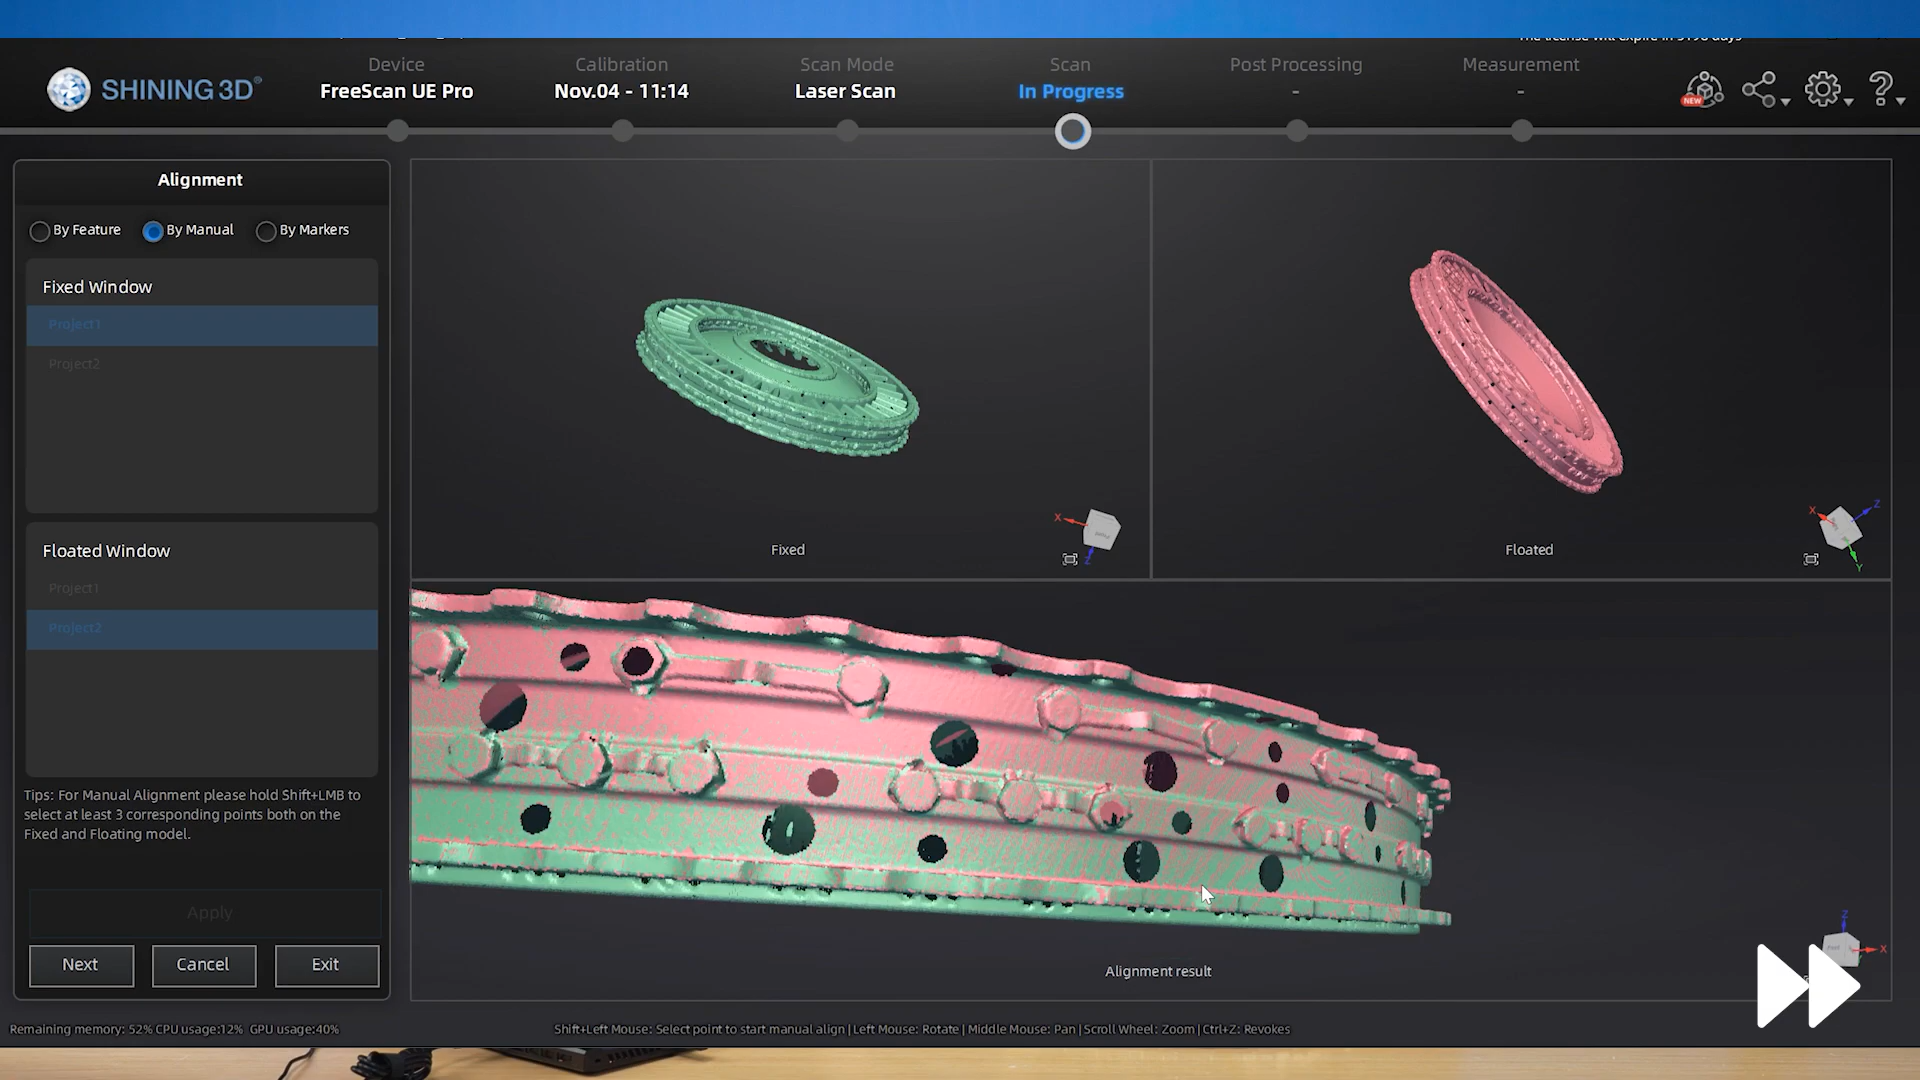 SHINING 3D®
Device
FreeScan UE Pro
Calibration
Nov.04 - 11:14
Scan Mode
Laser Scan
Scan
In Progress
Post Processing
-
Measurement
-
NEW
?
Alignment
By Feature
By Manual
By Markers
Fixed Window
Project1
Project2
Floated Window
Project1
Project2
Tips: For Manual Alignment please hold Shift+LMB to
select at least 3 corresponding points both on the
Fixed and Floating model.
Apply
Next
Cancel
Exit
Fixed
X
Z
Floated
X
Z
Y
Alignment result
Z
X
Remaining memory: 52% CPU usage:12% GPU usage:40%
Shift+Left Mouse: Select point to start manual align | Left Mouse: Rotate | Middle Mouse: Pan | Scroll Wheel: Zoom | Ctrl+Z: Revokes